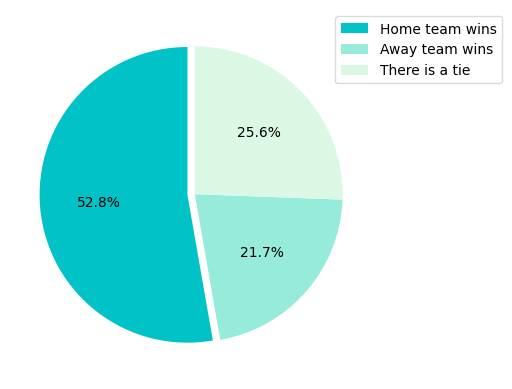 Home team wins
Away team wins
There is a tie
25.6%
52.8%
21.7%